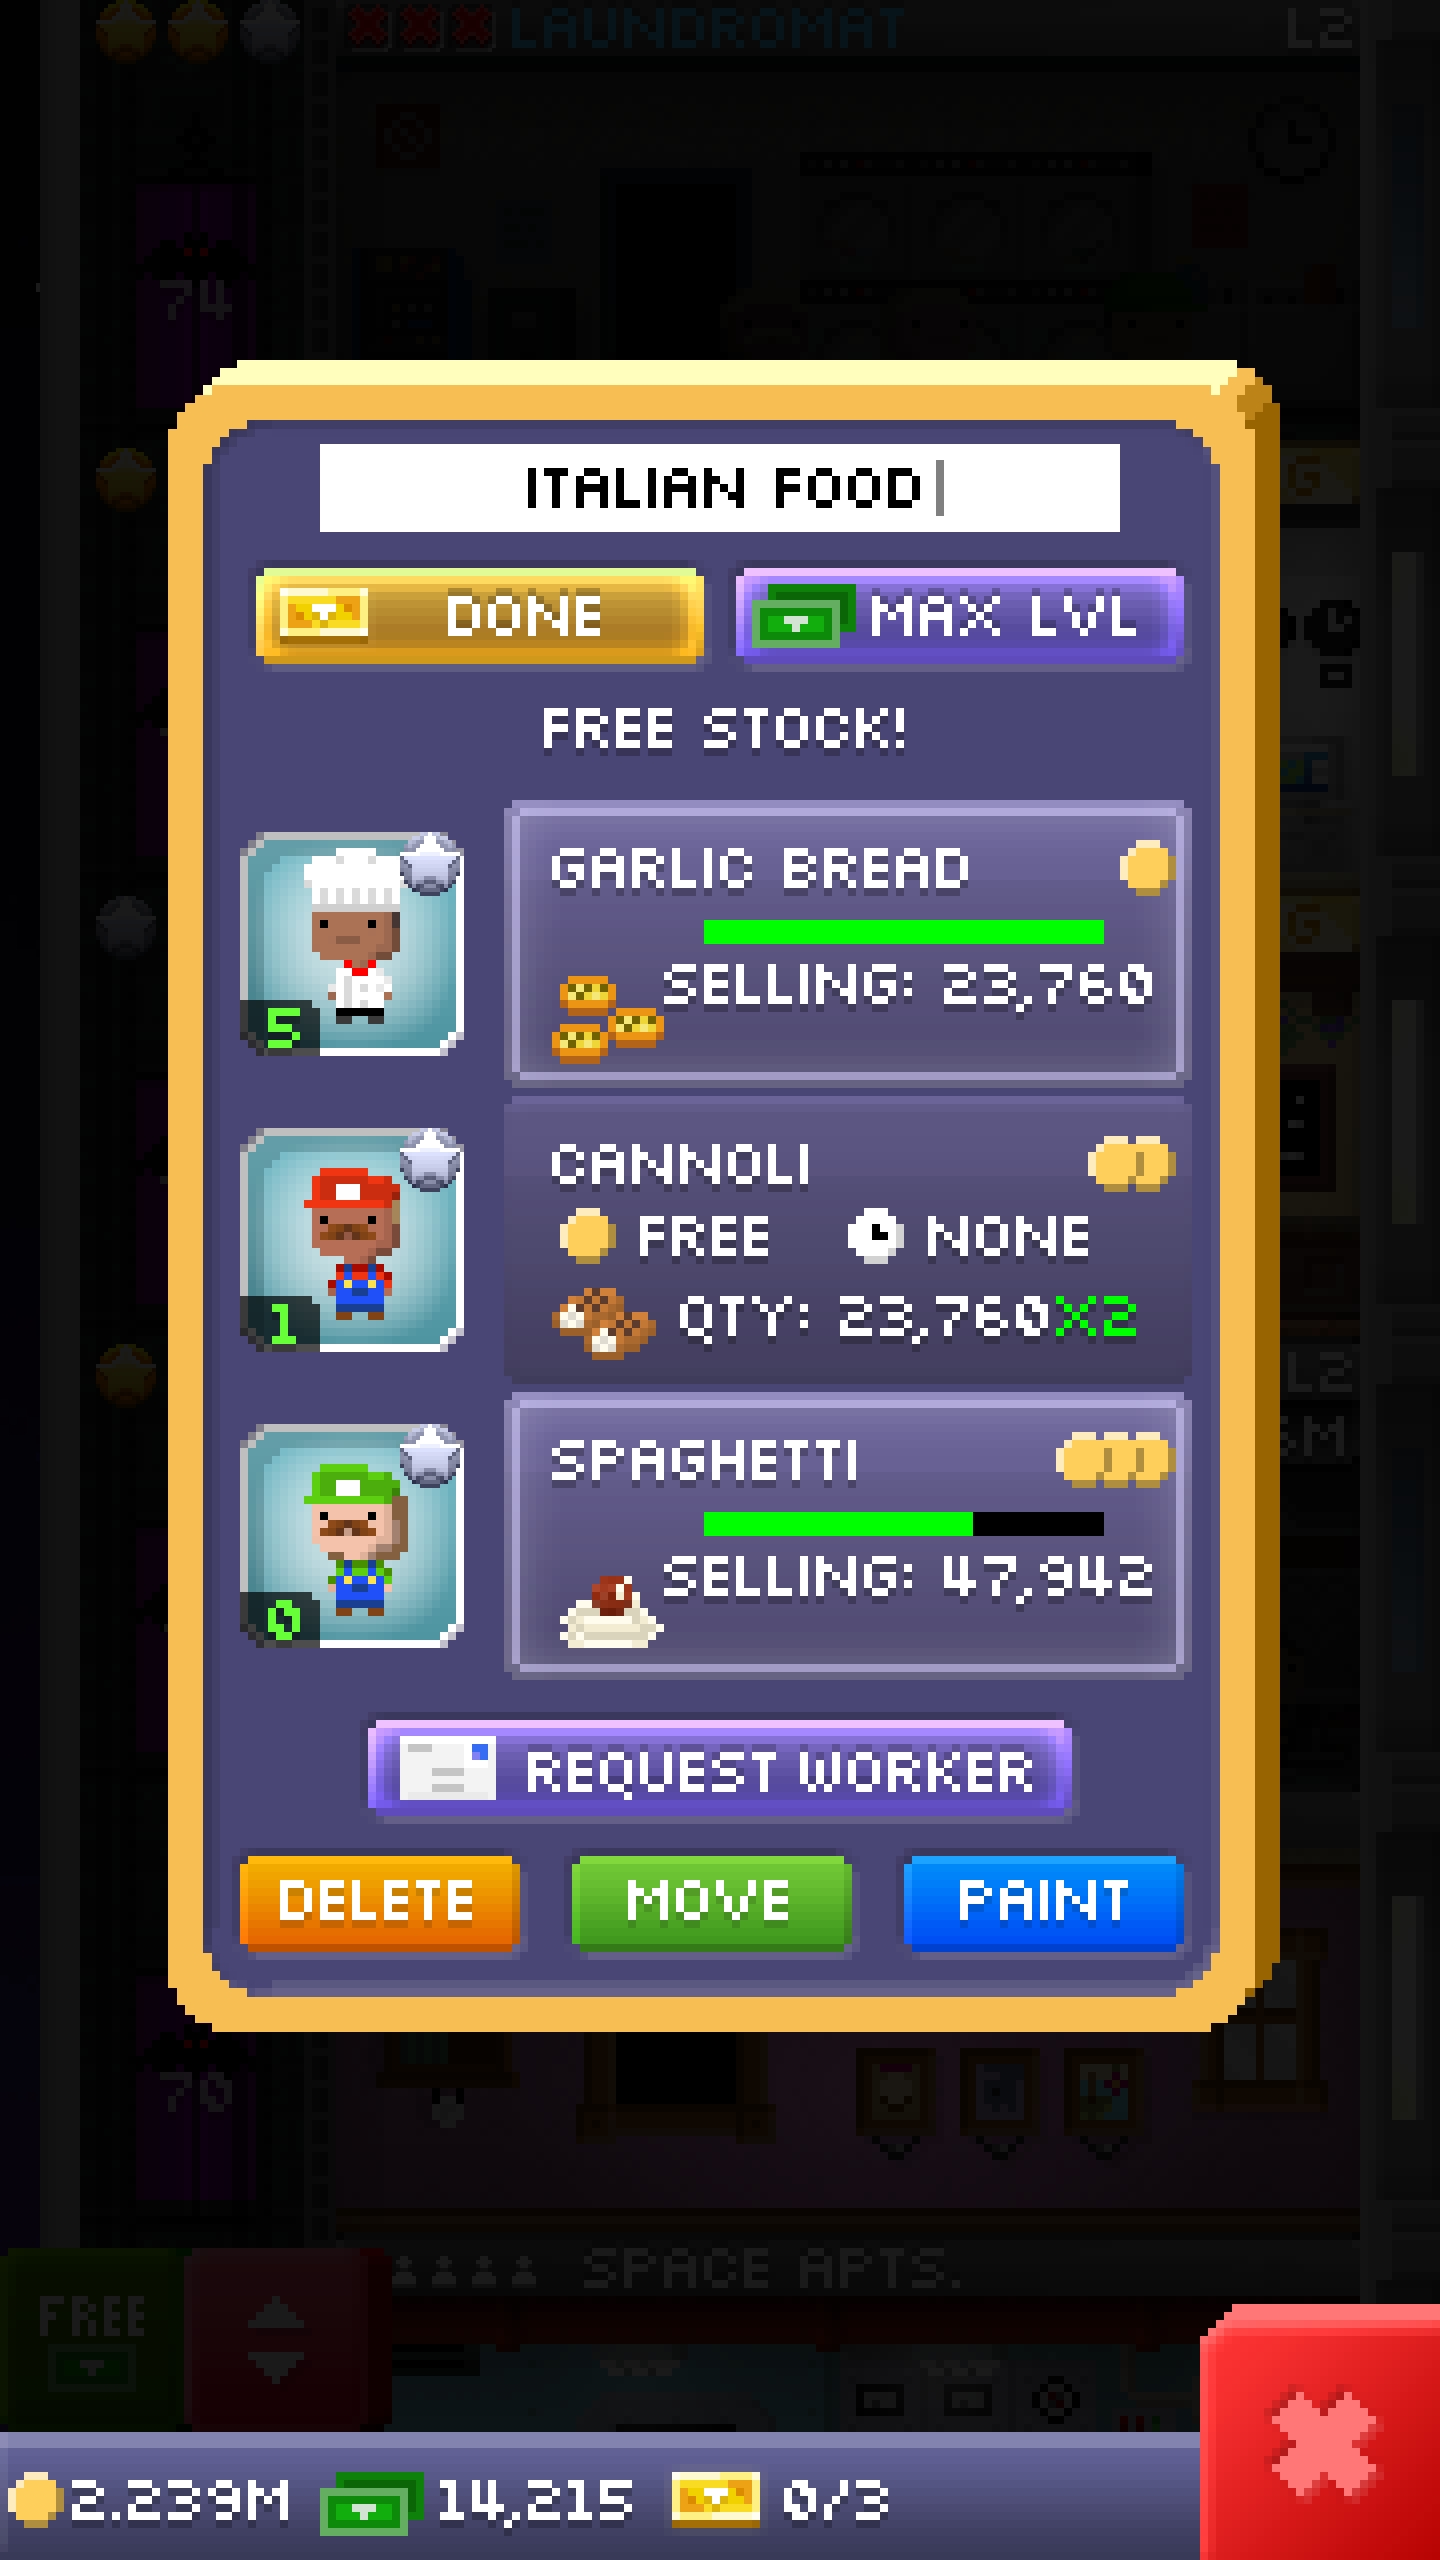 LAUNDROMAT L2
74
ITALIAN FOOD
DONE MAX LVL
FREE STOCK!
GARLIC BREAD
SELLING: 23,760
5
CANNOLI
FREE NONE
QTY: 23,760X2
1
SPAGHETTI
SELLING: 47,942
0
REQUEST WORKER
DELETE MOVE PAINT
70
SPACE APTS.
FREE
2.239M 14,215 0/3